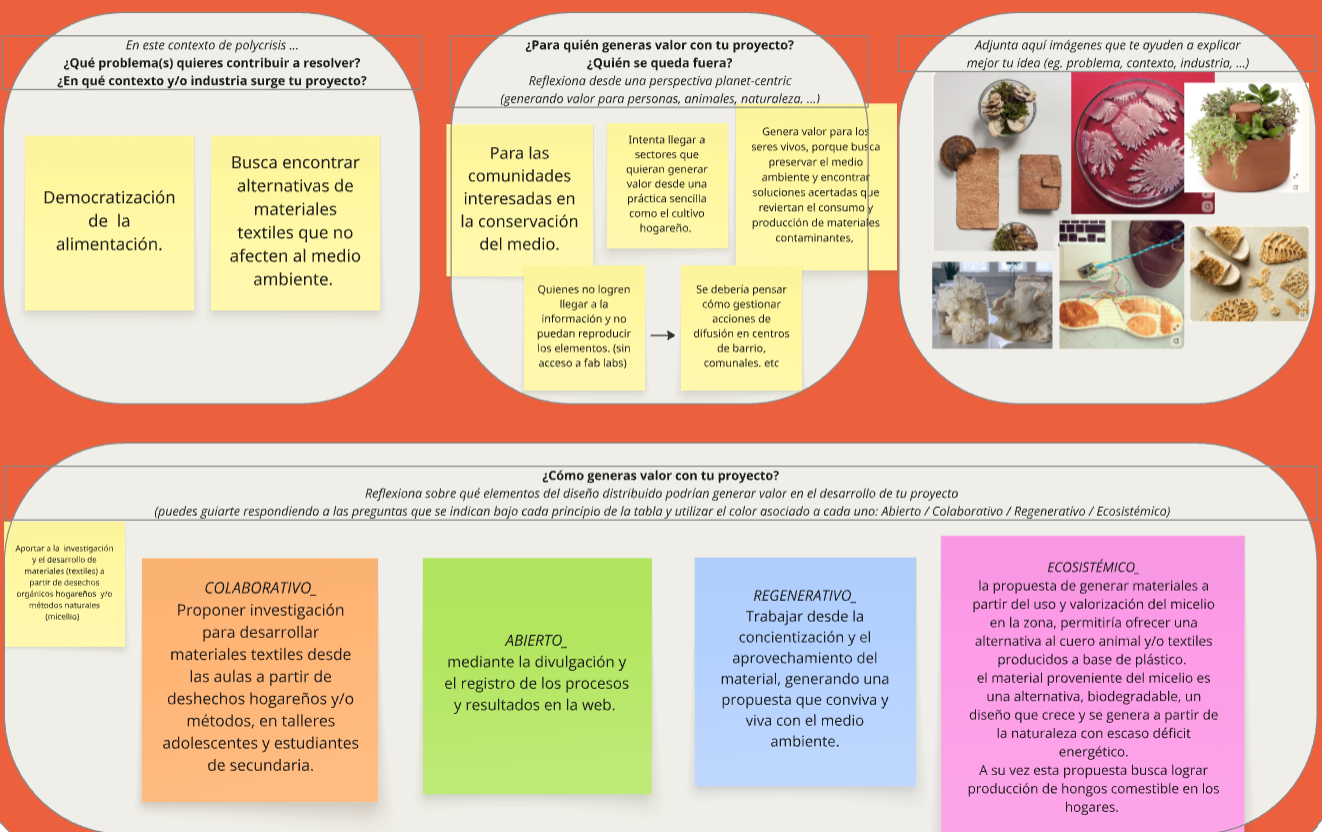 En este contexto de polycrisis ...
¿Qué problema(s) quieres contribuir a resolver?
¿En qué contexto y/o industria surge tu proyecto?
Democratización
de la
alimentación.
Busca encontrar
alternativas de
materiales
textiles que no
afecten al medio
ambiente.
¿Para quién generas valor con tu proyecto?
¿Quién se queda fuera?
Reflexiona desde una perspectiva planet-centric
(generando valor para personas, animales, naturaleza, ...)
Para las
comunidades
interesadas en
la conservación
del medio.
Intenta llegar a
sectores que
quieran generar
valor desde una
práctica sencilla
como el cultivo
hogareño.
Genera valor para los
seres vivos, porque busca
preservar el medio
ambiente y encontrar
soluciones acertadas que
reviertan el consumo y
producción de materiales
contaminantes,
Quienes no logren
llegar a la
información y no
puedan reproducir
los elementos. (sin
acceso a fab labs)
Se debería pensar
cómo gestionar
acciones de
difusión en centros
de barrio,
comunales. etc
Adjunta aquí imágenes que te ayuden a explicar
mejor tu idea (eg. problema, contexto, industria, ...)
¿Cómo generas valor con tu proyecto?
Reflexiona sobre qué elementos del diseño distribuido podrían generar valor en el desarrollo de tu proyecto
(puedes guiarte respondiendo a las preguntas que se indican bajo cada principio de la tabla y utilizar el color asociado a cada uno: Abierto / Colaborativo / Regenerativo / Ecosistémico)
Aportar a la investigación
y el desarrollo de
materiales (textiles) a
partir de desechos
orgánicos hogareños y/o
métodos naturales
(micellio)
COLABORATIVO_
Proponer investigación
para desarrollar
materiales textiles desde
las aulas a partir de
deshechos hogareños y/o
métodos, en talleres
adolescentes y estudiantes
de secundaria.
ABIERTO_
mediante la divulgación y
el registro de los procesos
y resultados en la web.
REGENERATIVO_
Trabajar desde la
concientización y el
aprovechamiento del
material, generando una
propuesta que conviva y
viva con el medio
ambiente.
ECOSISTÉMICO_
la propuesta de generar materiales a
partir del uso y valorización del micelio
en la zona, permitiría ofrecer una
alternativa al cuero animal y/o textiles
producidos a base de plástico.
el material proveniente del micelio es
una alternativa, biodegradable, un
diseño que crece y se genera a partir de
la naturaleza con escaso déficit
energético.
A su vez esta propuesta busca lograr
producción de hongos comestible en los
hogares.